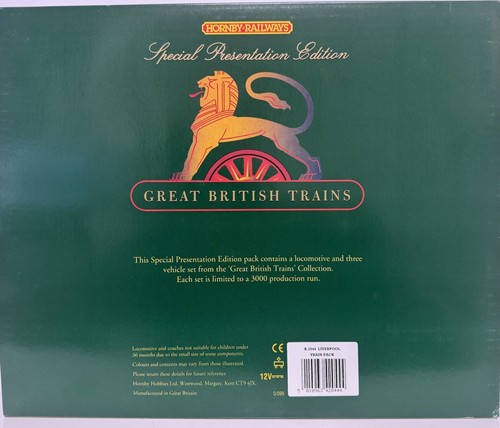 HORNBY·RAILWAYS
Special Presentation Edition
GREAT BRITISH TRAINS
This Special Presentation Edition pack contains a locomotive and three
vehicle set from the 'Great British Trains' Collection.
Each set is limited to a 3000 production run.
Locomotive and coaches not suitable for children under
36 months due to the small size of some components.
Colours and contents may vary from those illustrated.
Please retain these details for future reference.
Hornby Hobbies Ltd. Westwood, Margate, Kent CT9 4JX.
Manufactured in Great Britain.
CE
12V
LIVERPOOL
TRAIN PACK